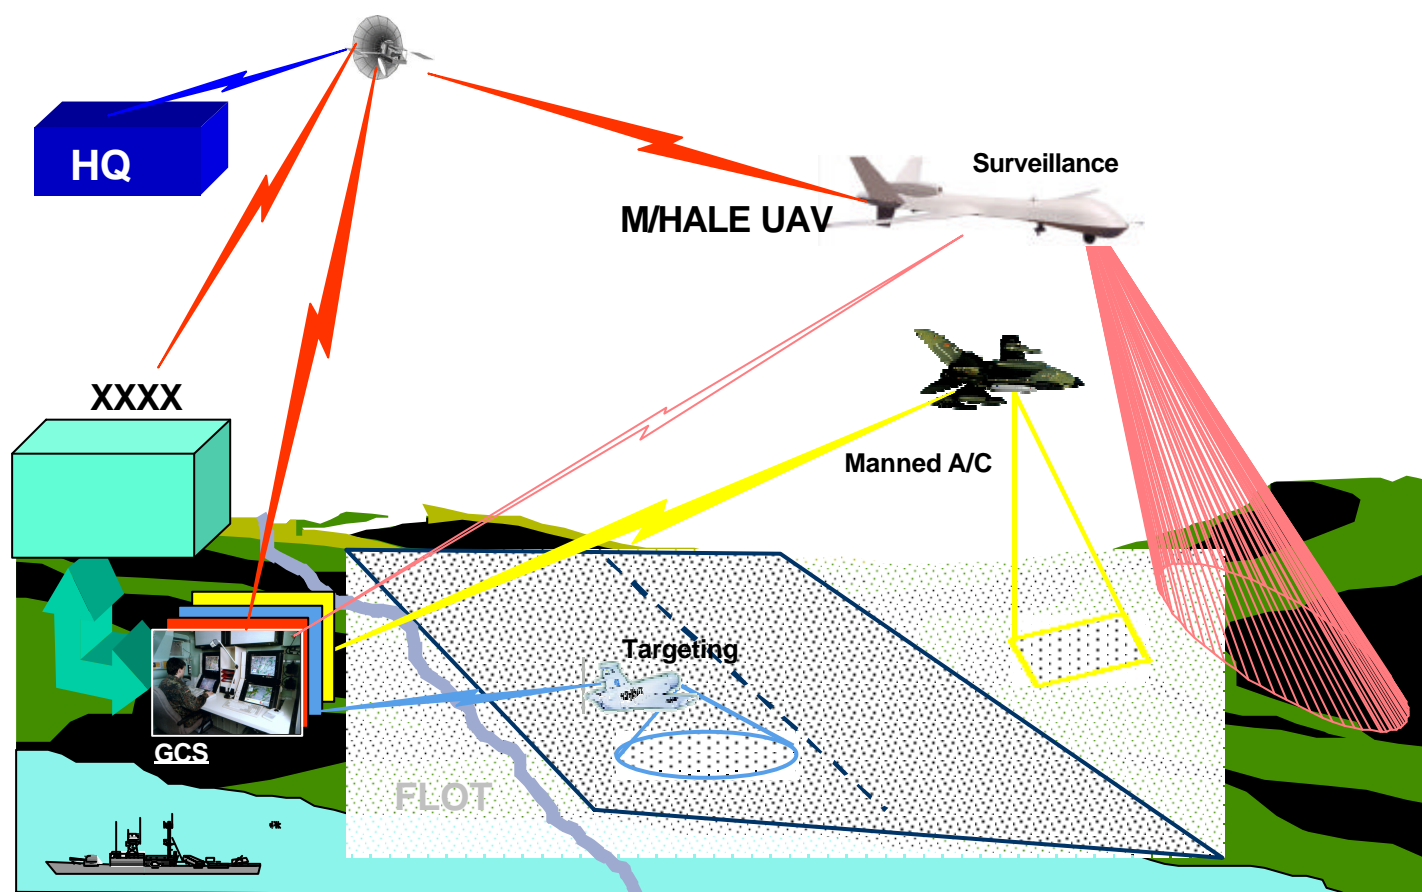 HQ
Surveillance
M/HALE UAV
XXXX
Manned A/C
Targeting
GCS
FLOT